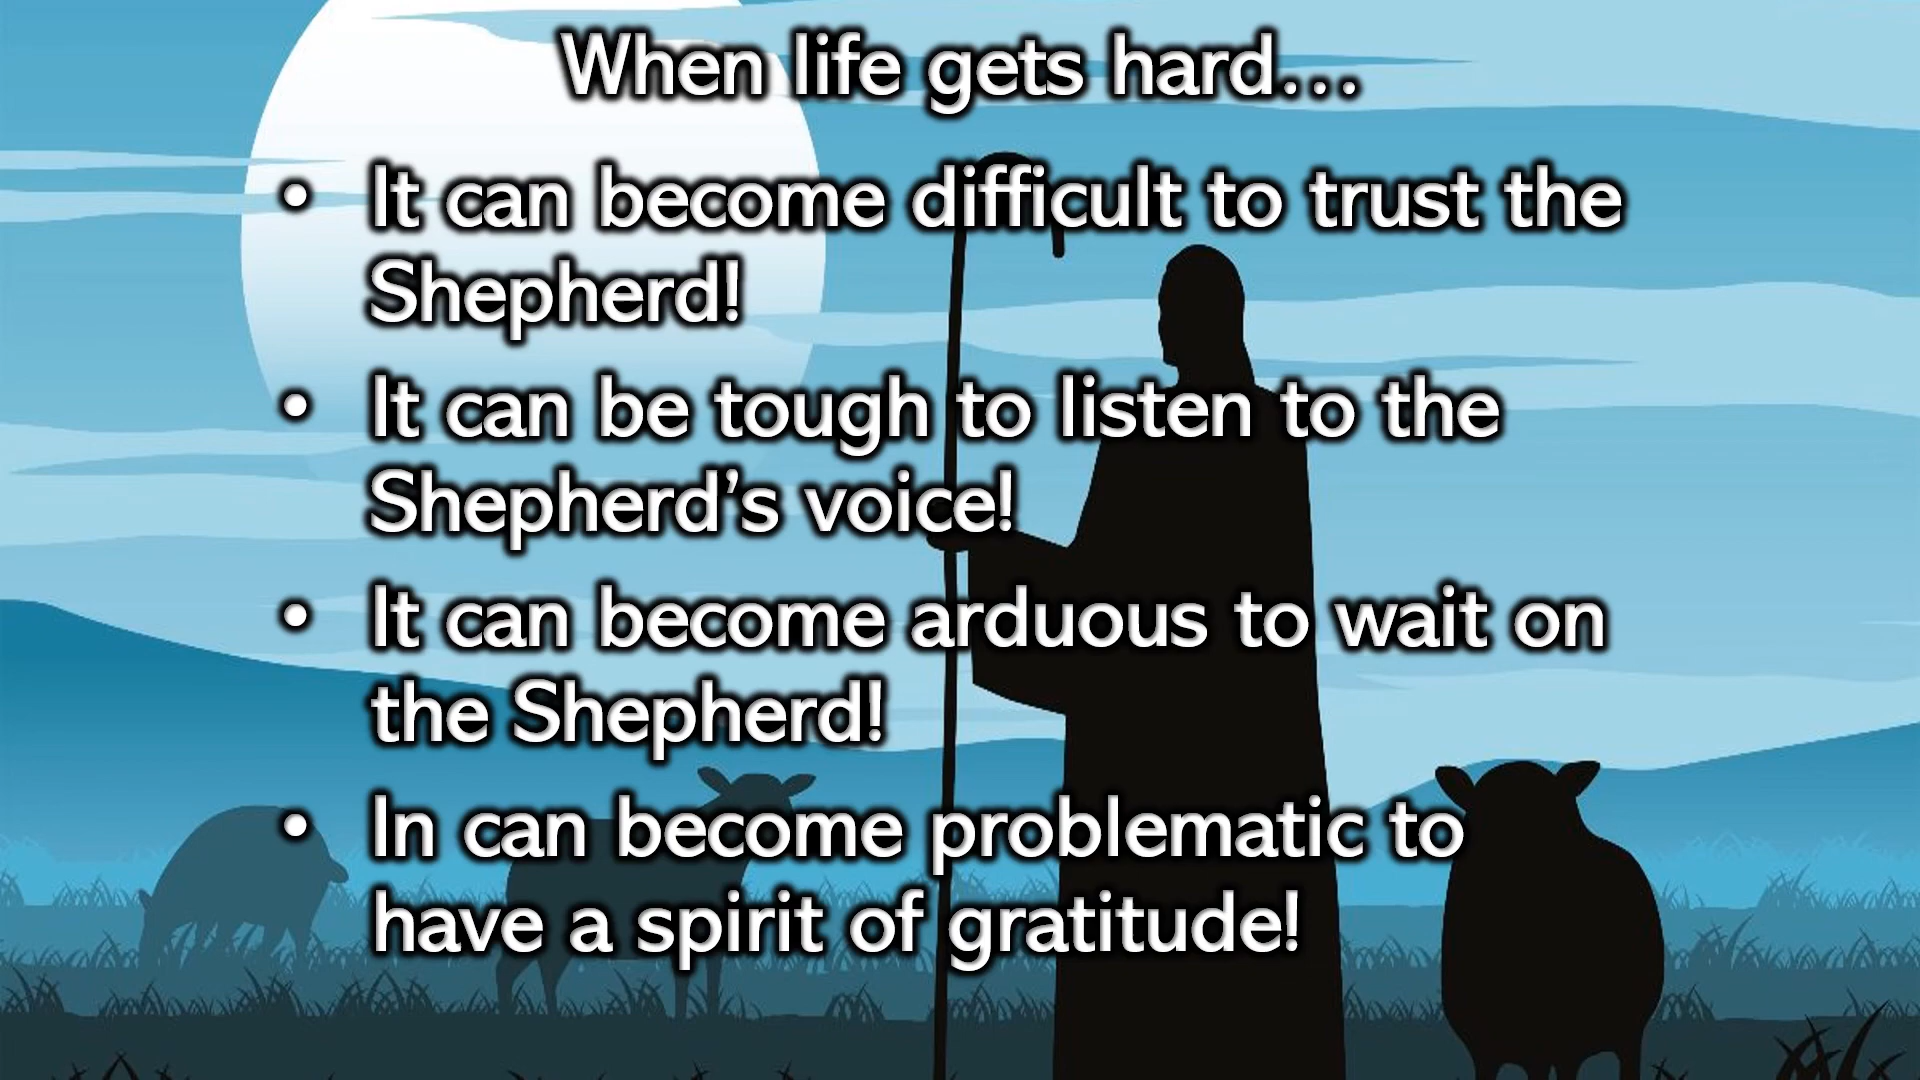 When life gets hard…
• It can become difficult to trust the
Shepherd!
• It can be tough to listen to the
Shepherd’s voice!
• It can become arduous to wait on
the Shepherd!
• In can become problematic to
have a spirit of gratitude!